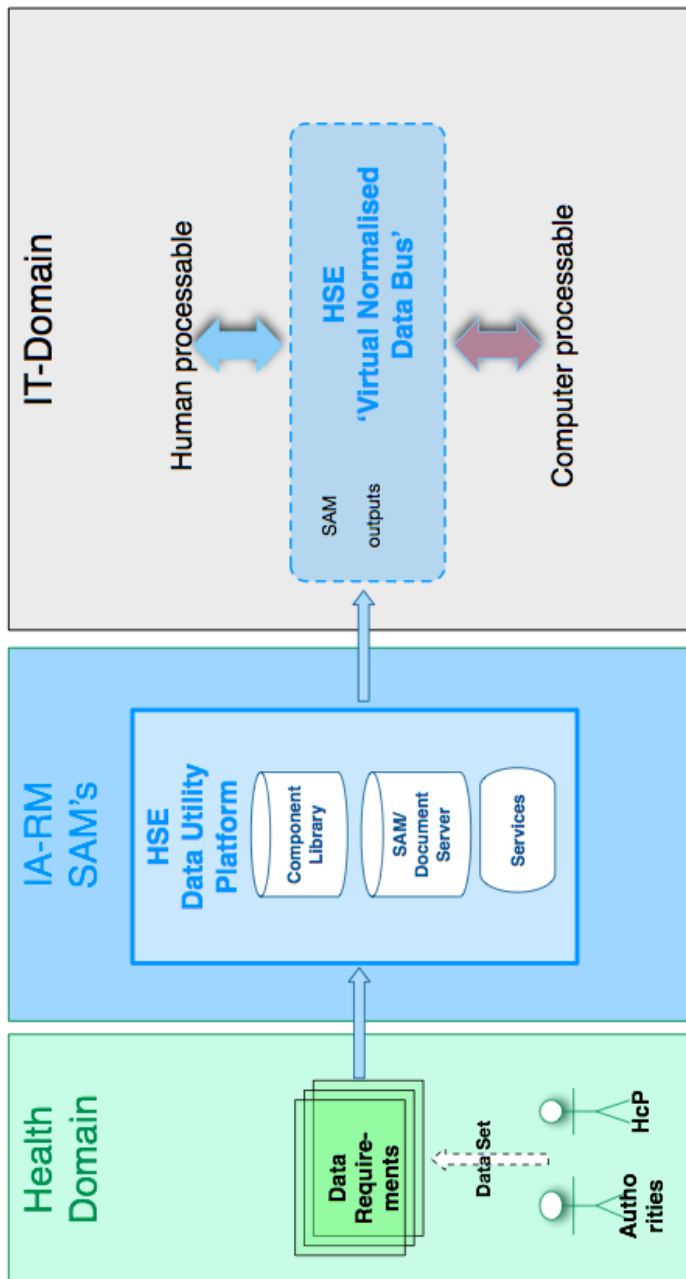 Health
Domain
Data
Require-
ments
Data Set
Autho
rities
HcP
IA-RM
SAM's
HSE
Data Utility
Platform
Component
Library
SAM/
Document
Server
Services
IT-Domain
Human processable
SAM
outputs
HSE
‘Virtual Normalised
Data Bus’
Computer processable